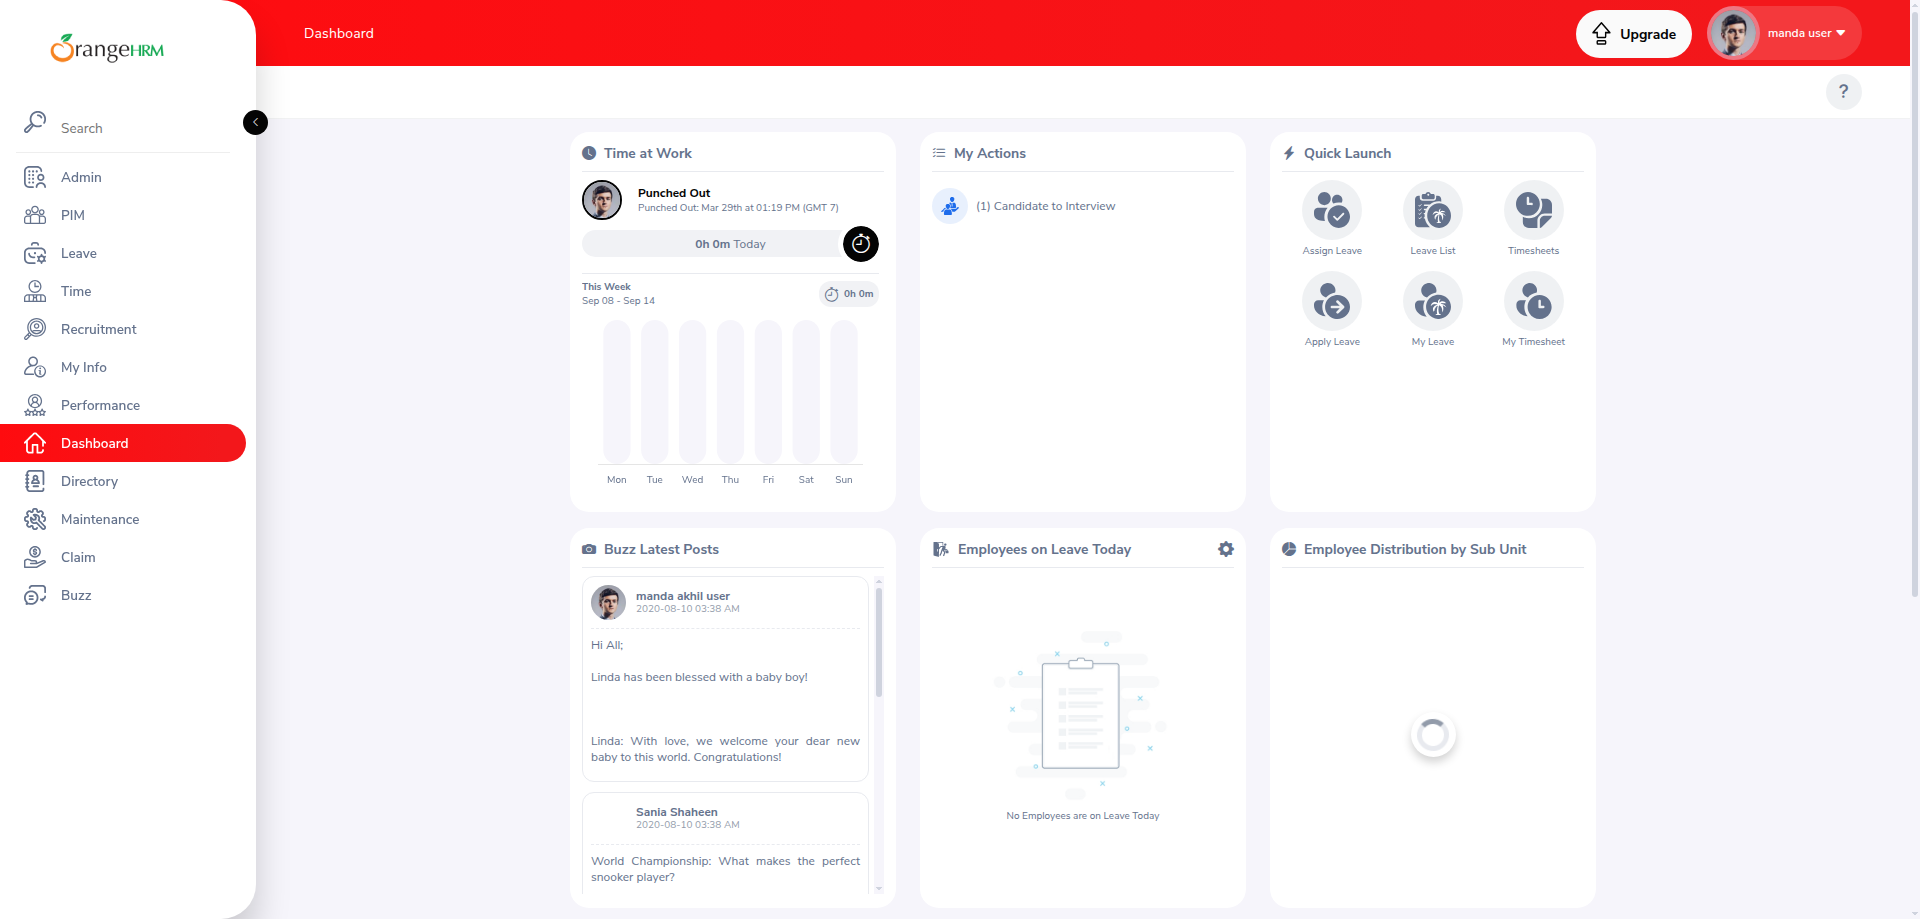 OrangeHRM
Dashboard
Upgrade
manda user
?
Search
Admin
PIM
Leave
Time
Recruitment
My Info
Performance
Dashboard
Directory
Maintenance
Claim
Buzz
Time at Work
Punched Out
Punched Out: Mar 29th at 01:19 PM (GMT 7)
0h 0m Today
This Week
Sep 08 - Sep 14
0h 0m
Mon Tue Wed Thu Fri Sat Sun
My Actions
(1) Candidate to Interview
Quick Launch
Assign Leave Leave List Timesheets
Apply Leave My Leave My Timesheet
Buzz Latest Posts
manda akhil user
2020-08-10 03:38 AM
Hi All;
Linda has been blessed with a baby boy!
Linda: With love, we welcome your dear new
baby to this world. Congratulations!
Sania Shaheen
2020-08-10 03:38 AM
World Championship: What makes the perfect
snooker player?
Employees on Leave Today
No Employees are on Leave Today
Employee Distribution by Sub Unit